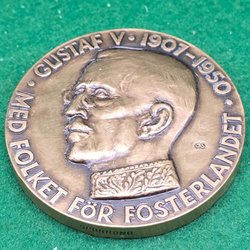 GUSTAF V · 1907-1950 ·
MED FOLKET FÖR FOSTERLANDET